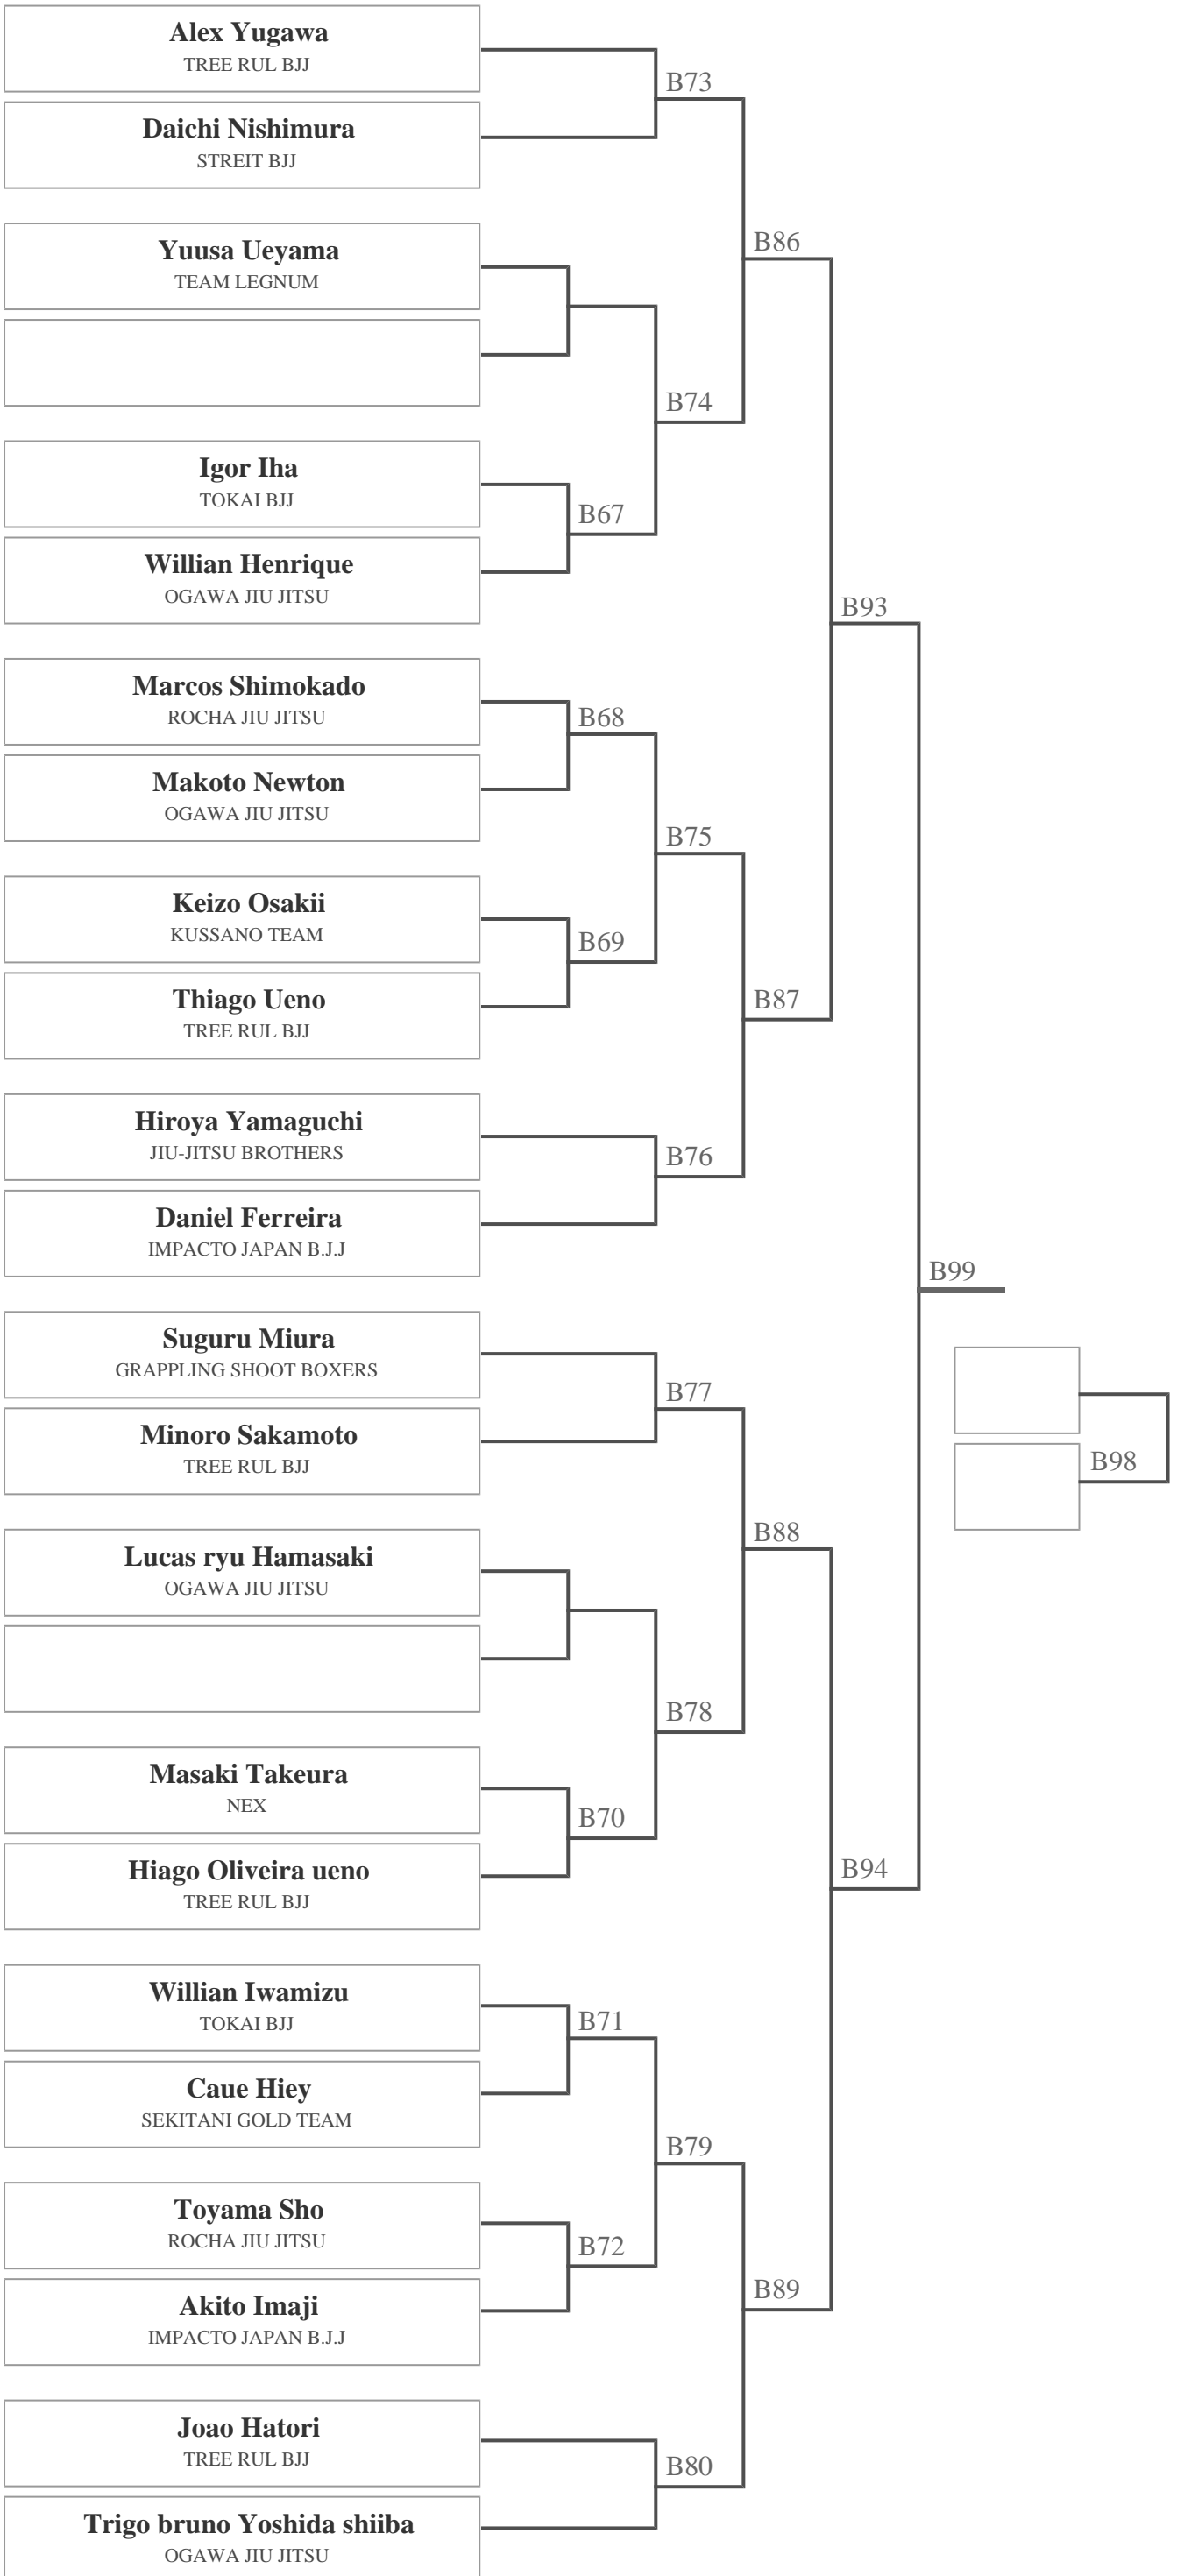 Alex Yugawa
TREE RUL BJJ
B73
Daichi Nishimura
STREIT BJJ
B86
Yuusa Ueyama
TEAM LEGNUM
B74
Igor Iha
TOKAI BJJ
B67
Willian Henrique
OGAWA JIU JITSU
B93
Marcos Shimokado
ROCHA JIU JITSU
B68
Makoto Newton
OGAWA JIU JITSU
B75
Keizo Osakii
KUSSANO TEAM
B69
Thiago Ueno
TREE RUL BJJ
B87
Hiroya Yamaguchi
JIU-JITSU BROTHERS
B76
Daniel Ferreira
IMPACTO JAPAN B.J.J
B99
Suguru Miura
GRAPPLING SHOOT BOXERS
B77
Minoro Sakamoto
TREE RUL BJJ
B98
B88
Lucas ryu Hamasaki
OGAWA JIU JITSU
B78
Masaki Takeura
NEX
B70
Hiago Oliveira ueno
TREE RUL BJJ
B94
Willian Iwamizu
TOKAI BJJ
B71
Caue Hiey
SEKITANI GOLD TEAM
B79
Toyama Sho
ROCHA JIU JITSU
B72
Akito Imaji
IMPACTO JAPAN B.J.J
B89
Joao Hatori
TREE RUL BJJ
B80
Trigo bruno Yoshida shiiba
OGAWA JIU JITSU